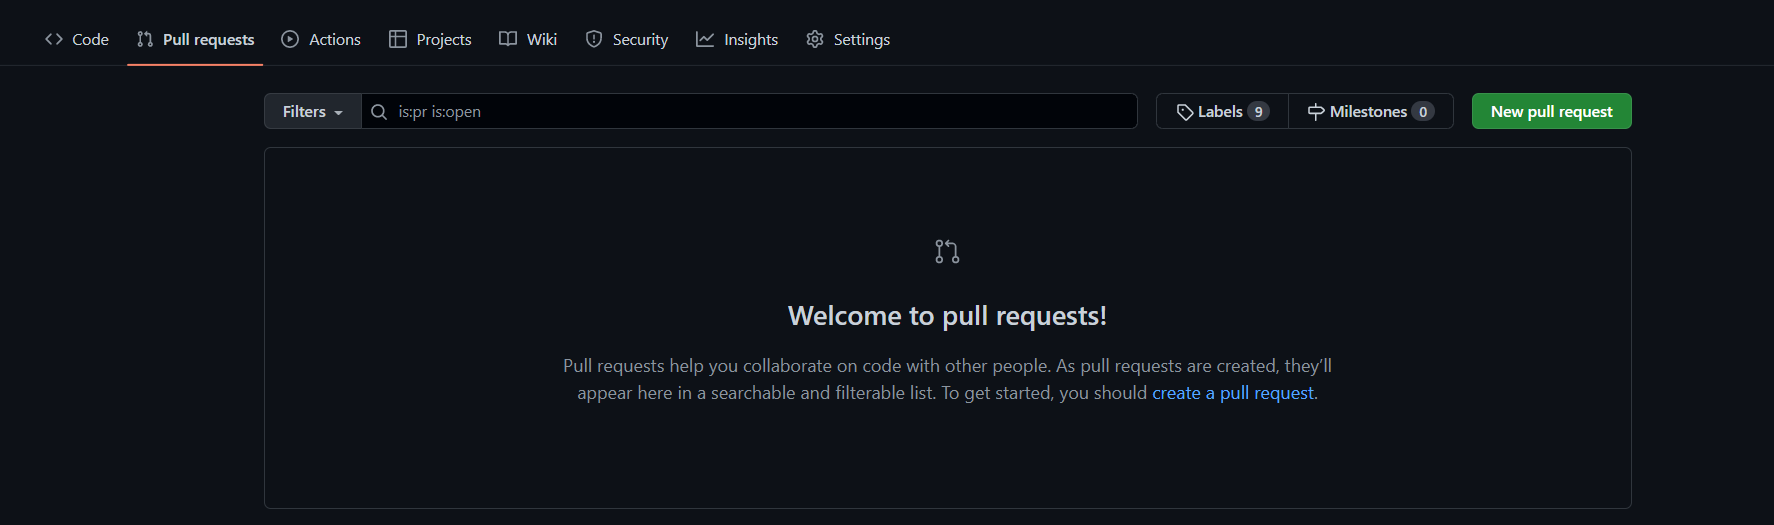 Code Pull requests Actions Projects Wiki Security Insights Settings
Filters is:pr is:open Labels 9 Milestones 0 New pull request
Welcome to pull requests!
Pull requests help you collaborate on code with other people. As pull requests are created, they’ll
appear here in a searchable and filterable list. To get started, you should create a pull request.